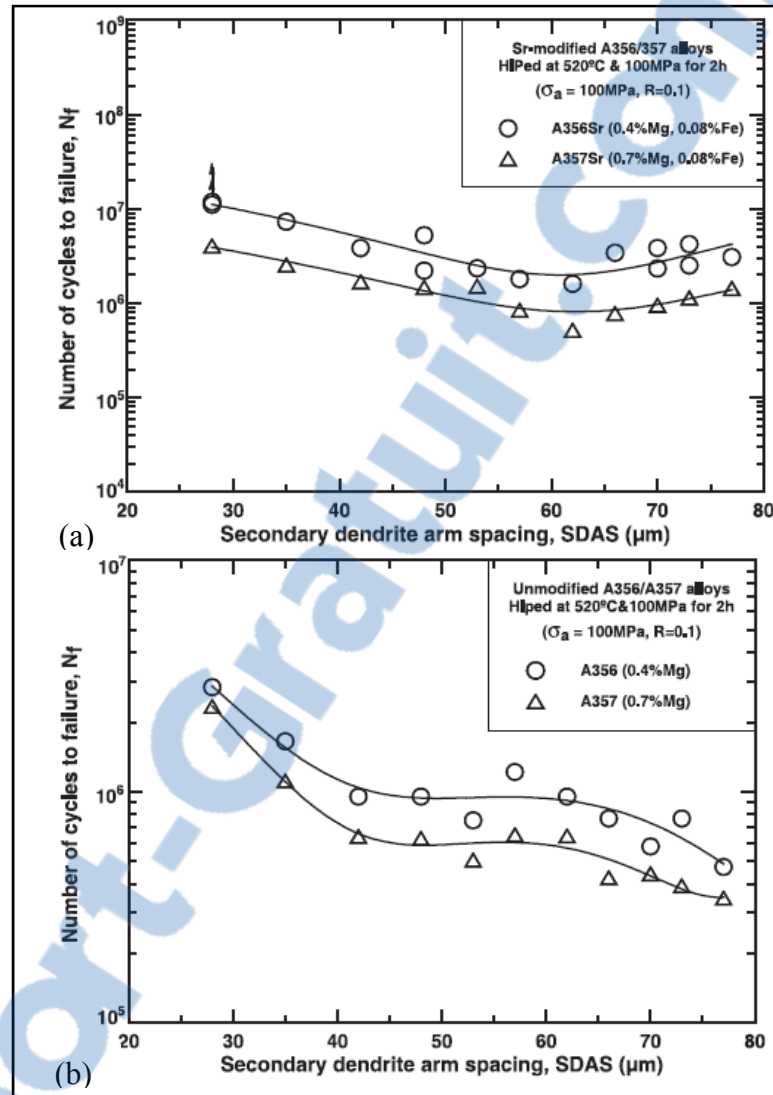 10⁹
10⁸
10⁷
10⁶
10⁵
10⁴
Number of cycles to failure, Nf
Sr-modified A356/357 alloys
HIPed at 520ºC & 100MPa for 2h
(σa = 100MPa, R=0.1)
A356Sr (0.4%Mg, 0.08%Fe)
A357Sr (0.7%Mg, 0.08%Fe)
20 30 40 50 60 70 80
Secondary dendrite arm spacing, SDAS (µm)
(a)
10⁷
10⁶
10⁵
Number of cycles to failure, Nf
Unmodified A356/A357 alloys
HIped at 520ºC&100MPa for 2h
(σa = 100MPa, R=0.1)
A356 (0.4%Mg)
A357 (0.7%Mg)
20 30 40 50 60 70 80
Secondary dendrite arm spacing, SDAS (µm)
(b)
ort-Gratuit.com